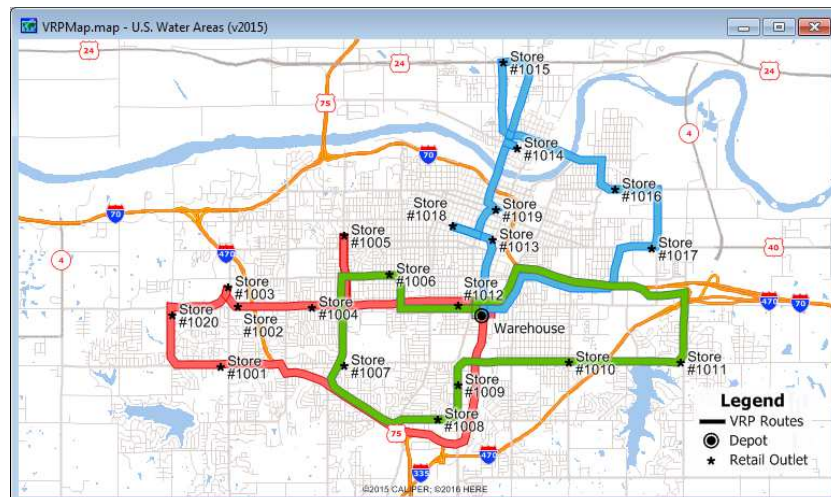 VRPMap.map - U.S. Water Areas (v2015)
24
24
24
75
4
70
70
4
470
40
470
70
75
470
335
Store
#1015
Store
#1014
Store
#1016
Store
#1018
Store
#1019
Store
#1013
Store
#1005
Store
#1017
Store
#1006
Store
#1003
Store
#1012
Store
#1020
Store
#1002
Store
#1004
Warehouse
Store
#1001
Store
#1007
Store
#1009
Store
#1010
Store
#1011
Store
#1008
Legend
VRP Routes
Depot
Retail Outlet
©2015 CALIPER; ©2016 HERE